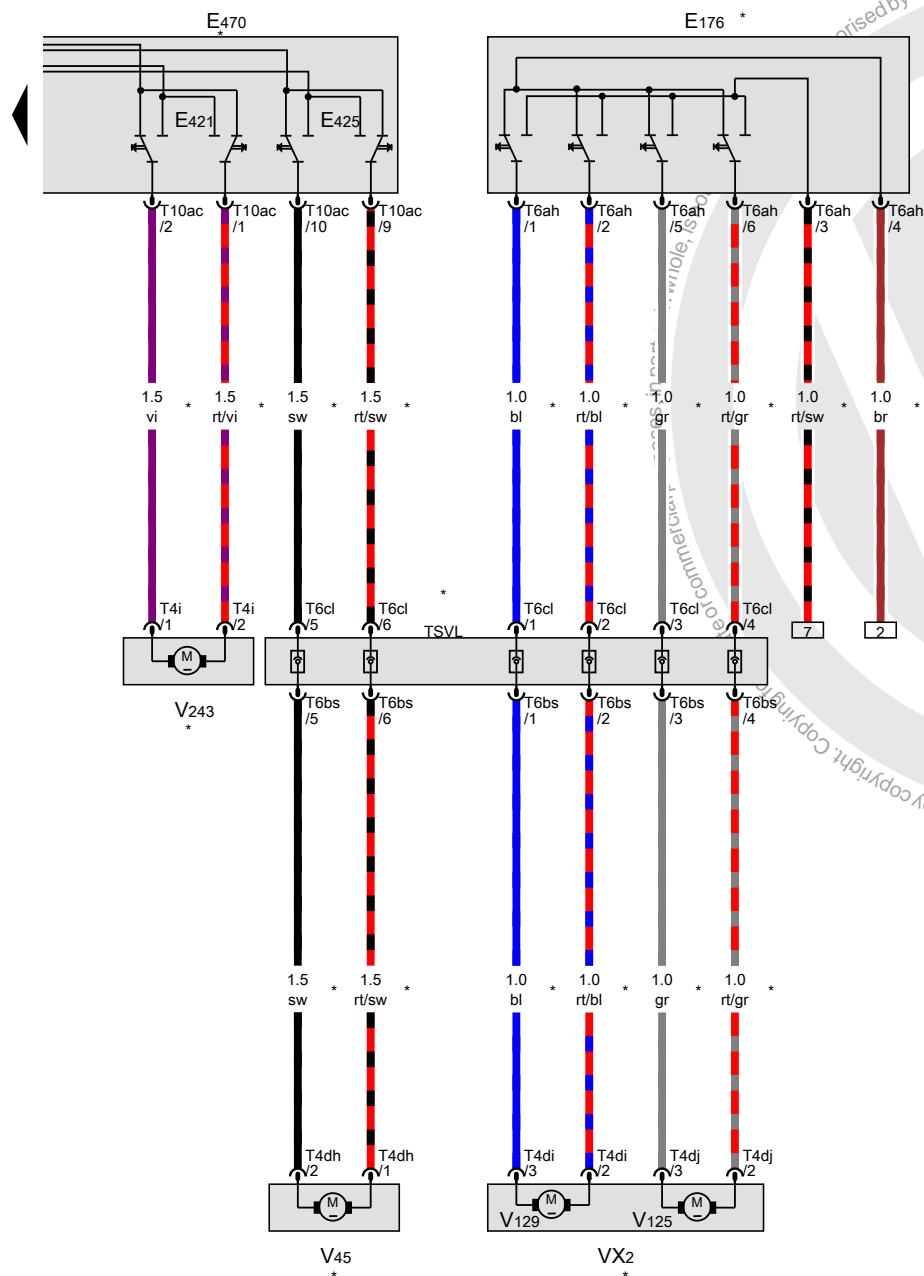 E470
*
E176 *
E421
E425
T10ac
/2
T10ac
/1
T10ac
/10
T10ac
/9
T6ah
/1
T6ah
/2
T6ah
/5
T6ah
/6
T6ah
/3
T6ah
/4
1.5
vi *
1.5
rt/vi *
1.5
sw *
1.5
rt/sw *
1.0
bl *
1.0
rt/bl *
1.0
gr *
1.0
rt/gr *
1.0
rt/sw *
1.0
br *
*
T4i
/1
T4i
/2
T6cl
/5
T6cl
/6
T6cl
/1
T6cl
/2
T6cl
/3
T6cl
/4
7
2
TSVL
M
V243
*
T6bs
/5
T6bs
/6
T6bs
/1
T6bs
/2
T6bs
/3
T6bs
/4
1.5
sw *
1.5
rt/sw *
1.0
bl *
1.0
rt/bl *
1.0
gr *
1.0
rt/gr *
T4dh
/2
T4dh
/1
T4di
/3
T4di
/2
T4dj
/3
T4dj
/2
M
V129
M
V125
M
V45
*
VX2
*
whole, is
copyright. Copying